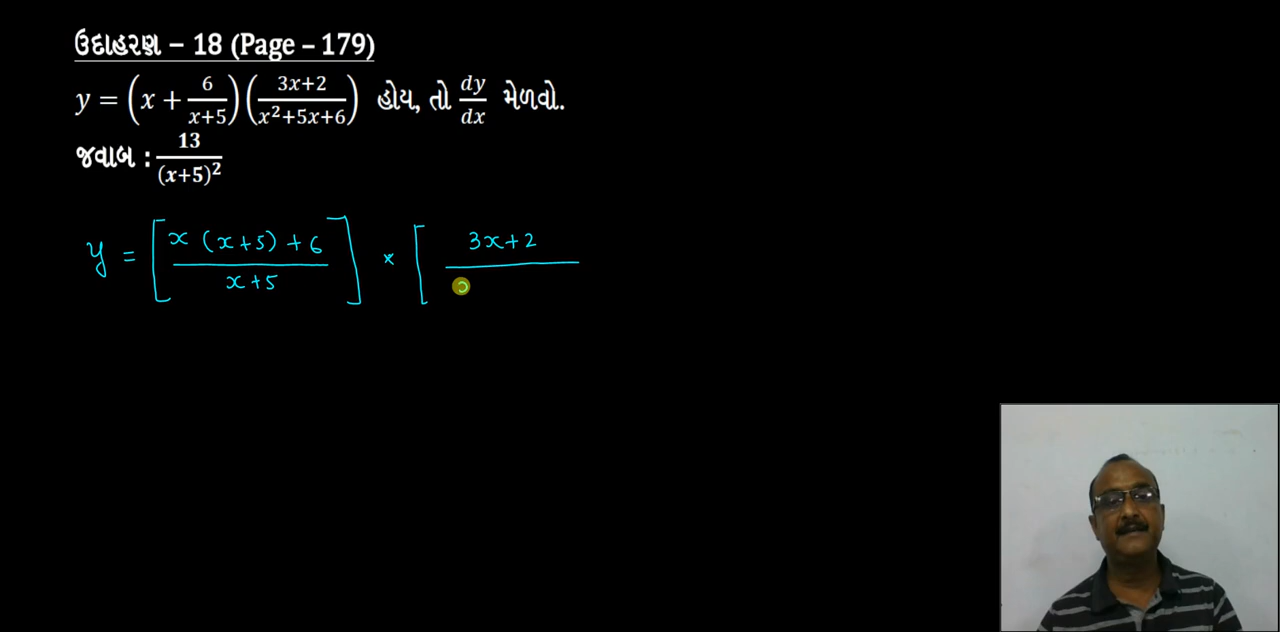 ઉદાહરણ – 18 (Page – 179)
y = (x + 6/(x+5)) ((3x+2)/(x²+5x+6)) હોય, તો dy/dx મેળવો.
જવાબ : 13/(x+5)²
y = [(x (x+5) + 6)/(x+5)] × [ 3x+2